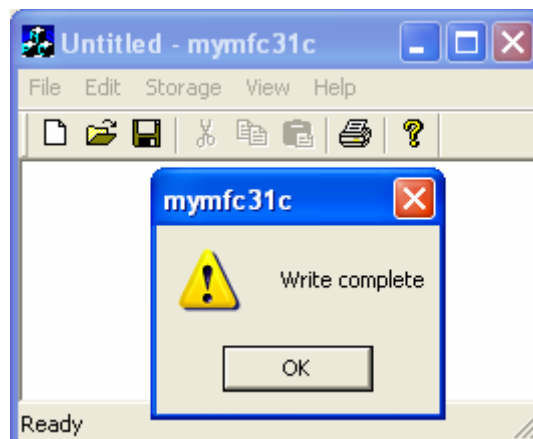 Untitled - mymfc31c
File Edit Storage View Help
mymfc31c
Write complete
OK
Ready